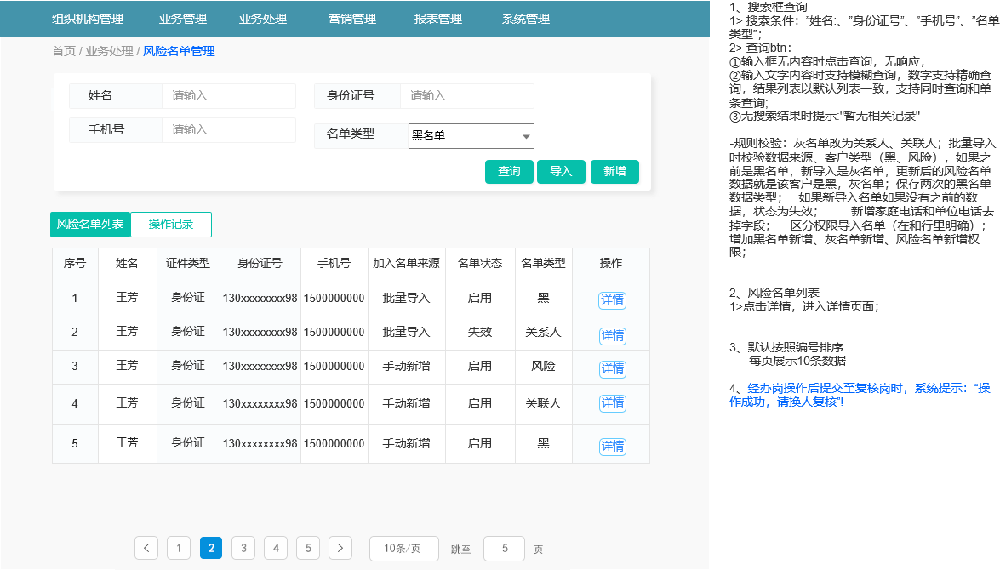 组织机构管理 业务管理 业务处理 营销管理 报表管理 系统管理
首页 / 业务处理 / 风险名单管理
姓名 请输入 身份证号 请输入
手机号 请输入 名单类型 黑名单
查询 导入 新增
风险名单列表 操作记录
序号 姓名 证件类型 身份证号 手机号 加入名单来源 名单状态 名单类型 操作
1 王芳 身份证 130xxxxxxxx98 1500000000 批量导入 启用 黑 详情
2 王芳 身份证 130xxxxxxxx98 1500000000 批量导入 失效 关系人 详情
3 王芳 身份证 130xxxxxxxx98 1500000000 手动新增 启用 风险 详情
4 王芳 身份证 130xxxxxxxx98 1500000000 手动新增 启用 关联人 详情
5 王芳 身份证 130xxxxxxxx98 1500000000 手动新增 启用 黑 详情
< 1 2 3 4 5 > 10条/页 跳至 5 页
1、搜索框查询
1> 搜索条件："姓名:、"身份证号"、"手机号"、"名单
类型"；
2> 查询btn：
①输入框无内容时点击查询，无响应，
②输入文字内容时支持模糊查询，数字支持精确查
询，结果列表以默认列表一致，支持同时查询和单
条查询;
③无搜索结果时提示:"暂无相关记录"
-规则校验：灰名单改为关系人、关联人；批量导入
时校验数据来源、客户类型（黑、风险），如果之
前是黑名单，新导入是灰名单，更新后的风险名单
数据就是该客户是黑，灰名单；保存两次的黑名单
数据类型； 如果新导入名单如果没有之前的数
据，状态为失效； 新增家庭电话和单位电话去
掉字段； 区分权限导入名单（在和行里明确）；
增加黑名单新增、灰名单新增、风险名单新增权
限；
2、风险名单列表
1>点击详情，进入详情页面；
3、默认按照编号排序
每页展示10条数据
4、经办岗操作后提交至复核岗时，系统提示："操
作成功，请换人复核"!